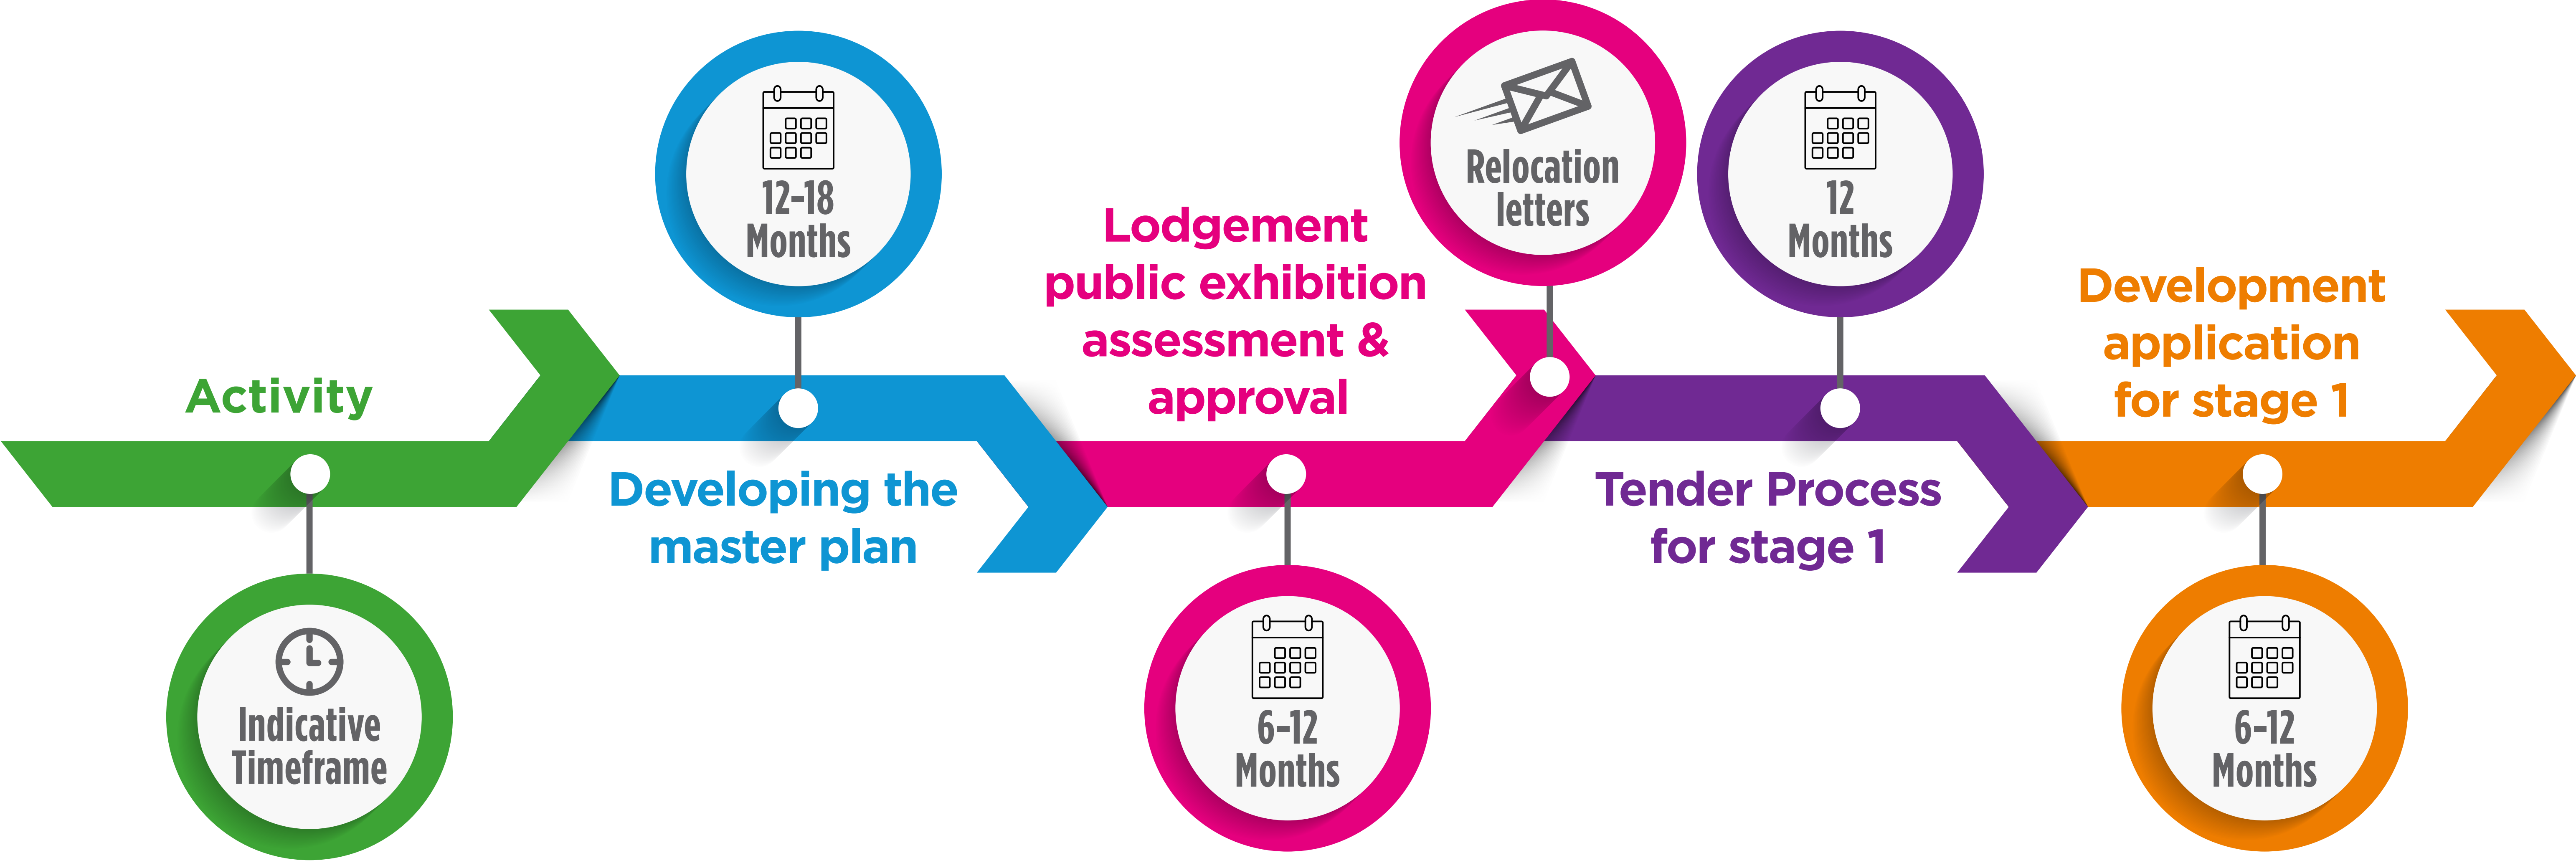 Activity
Indicative
Timeframe
12-18
Months
Developing the
master plan
Lodgement
public exhibition
assessment &
approval
6-12
Months
Relocation
letters
12
Months
Tender Process
for stage 1
Development
application
for stage 1
6-12
Months